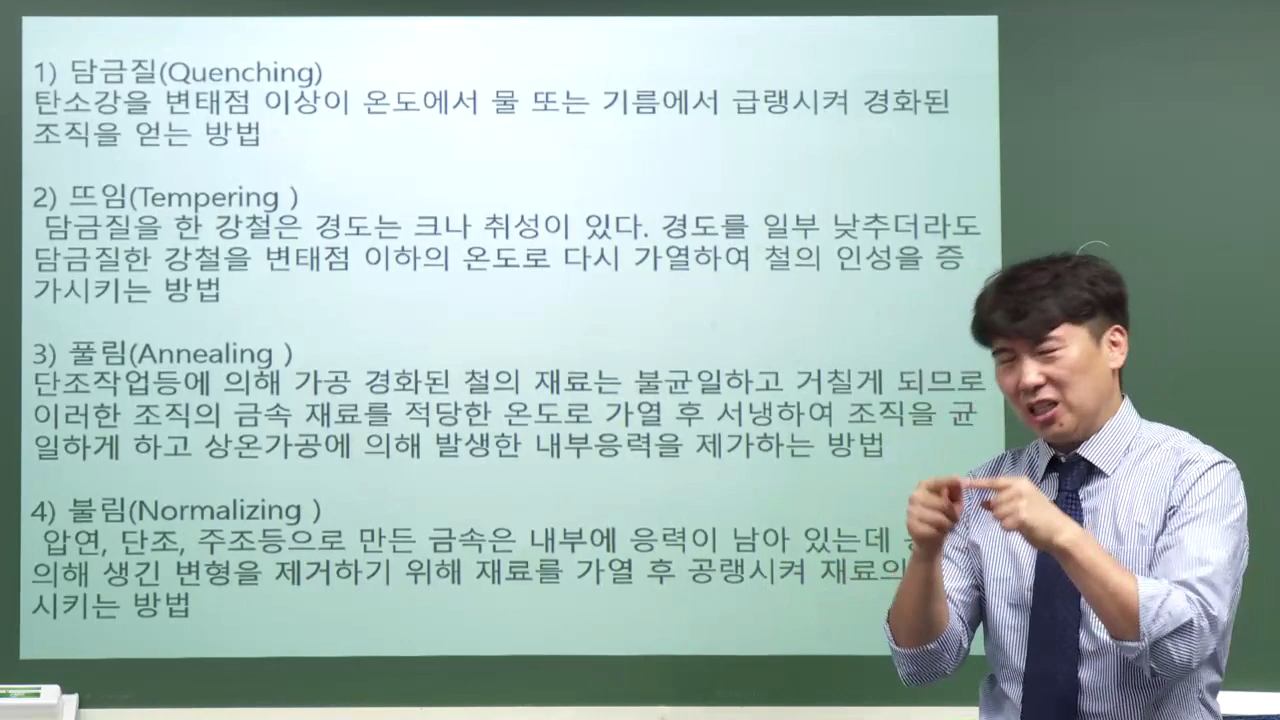 1) 담금질(Quenching)
탄소강을 변태점 이상이 온도에서 물 또는 기름에서 급랭시켜 경화된
조직을 얻는 방법
2) 뜨임(Tempering )
담금질을 한 강철은 경도는 크나 취성이 있다. 경도를 일부 낮추더라도
담금질한 강철을 변태점 이하의 온도로 다시 가열하여 철의 인성을 증
가시키는 방법
3) 풀림(Annealing )
단조작업등에 의해 가공 경화된 철의 재료는 불균일하고 거칠게 되므로
이러한 조직의 금속 재료를 적당한 온도로 가열 후 서냉하여 조직을 균
일하게 하고 상온가공에 의해 발생한 내부응력을 제가하는 방법
4) 불림(Normalizing )
압연, 단조, 주조등으로 만든 금속은 내부에 응력이 남아 있는데
의해 생긴 변형을 제거하기 위해 재료를 가열 후 공랭시켜 재료의
시키는 방법